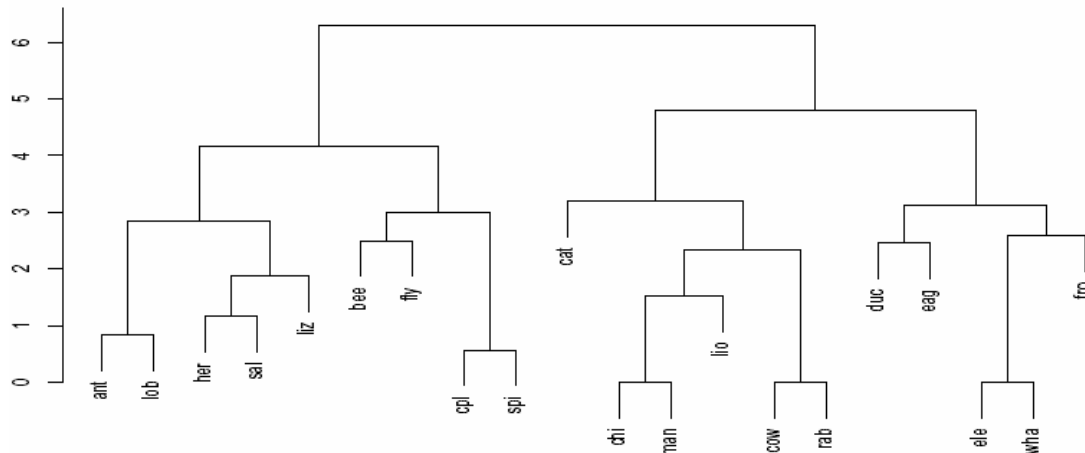 6
5
4
3
2
1
0
ant
lob
her
sal
liz
bee
fly
cpl
spi
cat
chi
man
lio
cow
rab
duc
eag
ele
wha
fro